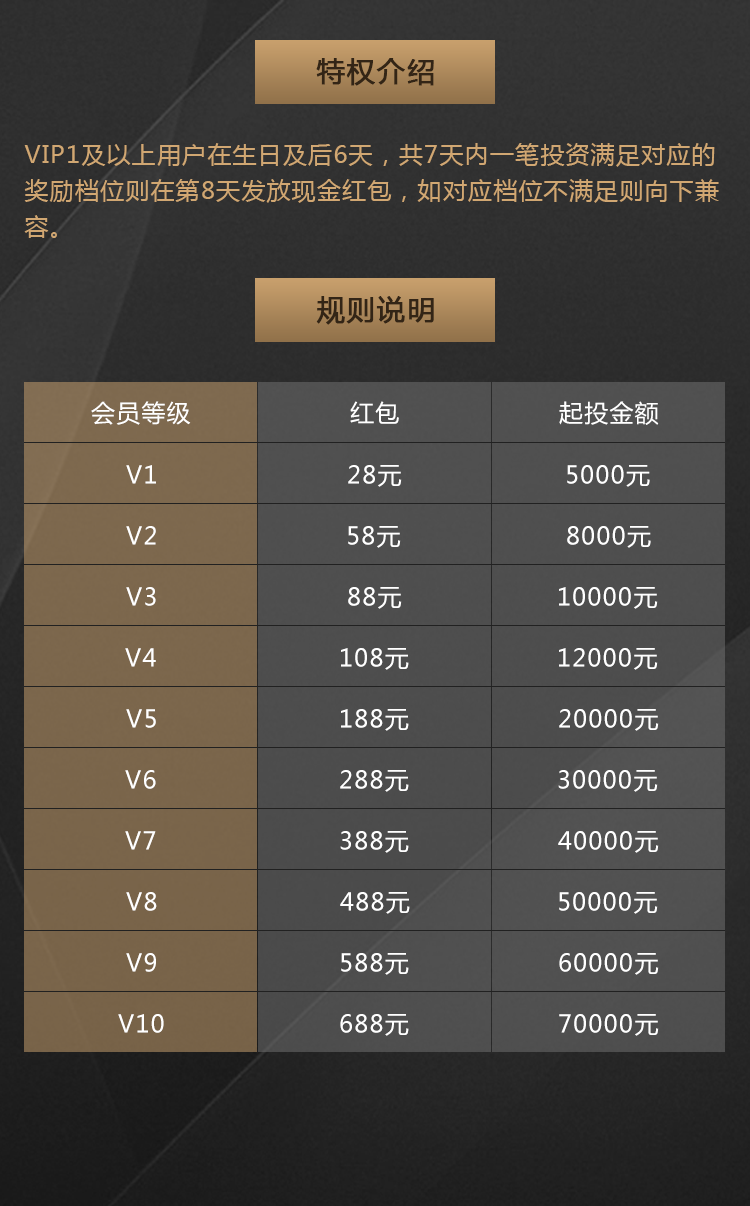 特权介绍
VIP1及以上用户在生日及后6天，共7天内一笔投资满足对应的
奖励档位则在第8天发放现金红包，如对应档位不满足则向下兼
容。
规则说明
会员等级 红包 起投金额
V1 28元 5000元
V2 58元 8000元
V3 88元 10000元
V4 108元 12000元
V5 188元 20000元
V6 288元 30000元
V7 388元 40000元
V8 488元 50000元
V9 588元 60000元
V10 688元 70000元